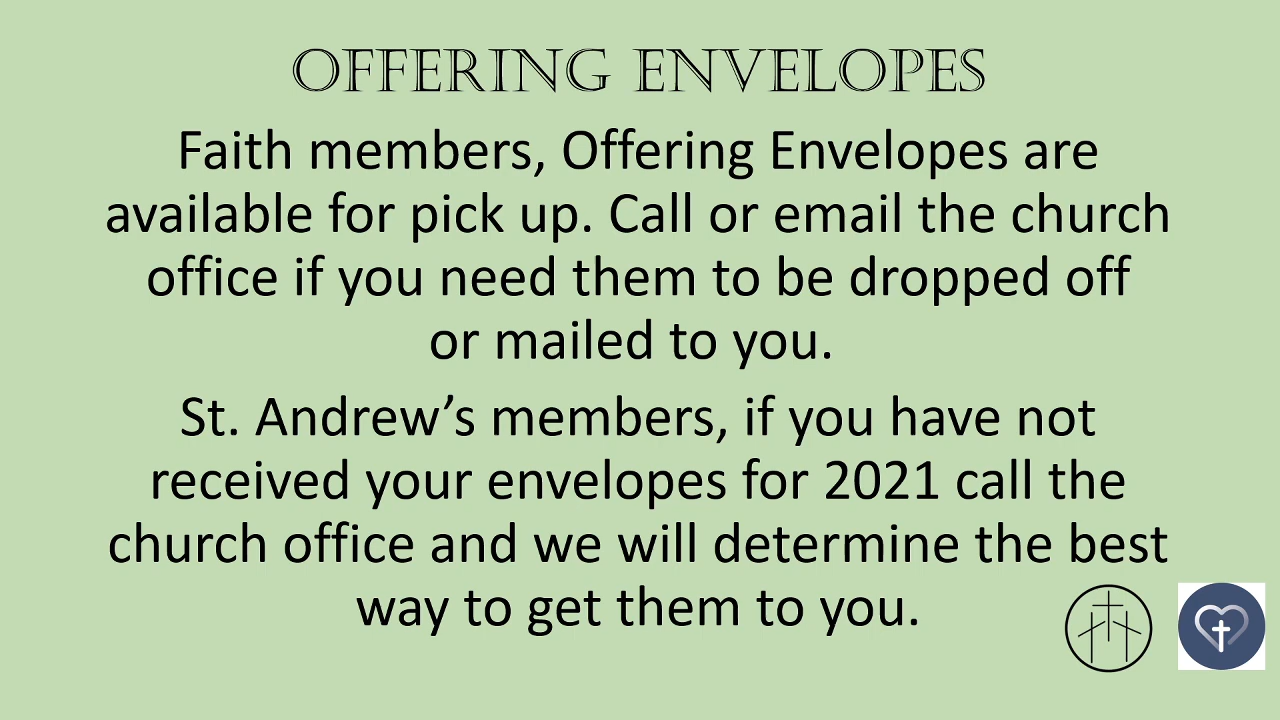 OFFERING ENVELOPES
Faith members, Offering Envelopes are
available for pick up. Call or email the church
office if you need them to be dropped off
or mailed to you.
St. Andrew’s members, if you have not
received your envelopes for 2021 call the
church office and we will determine the best
way to get them to you.